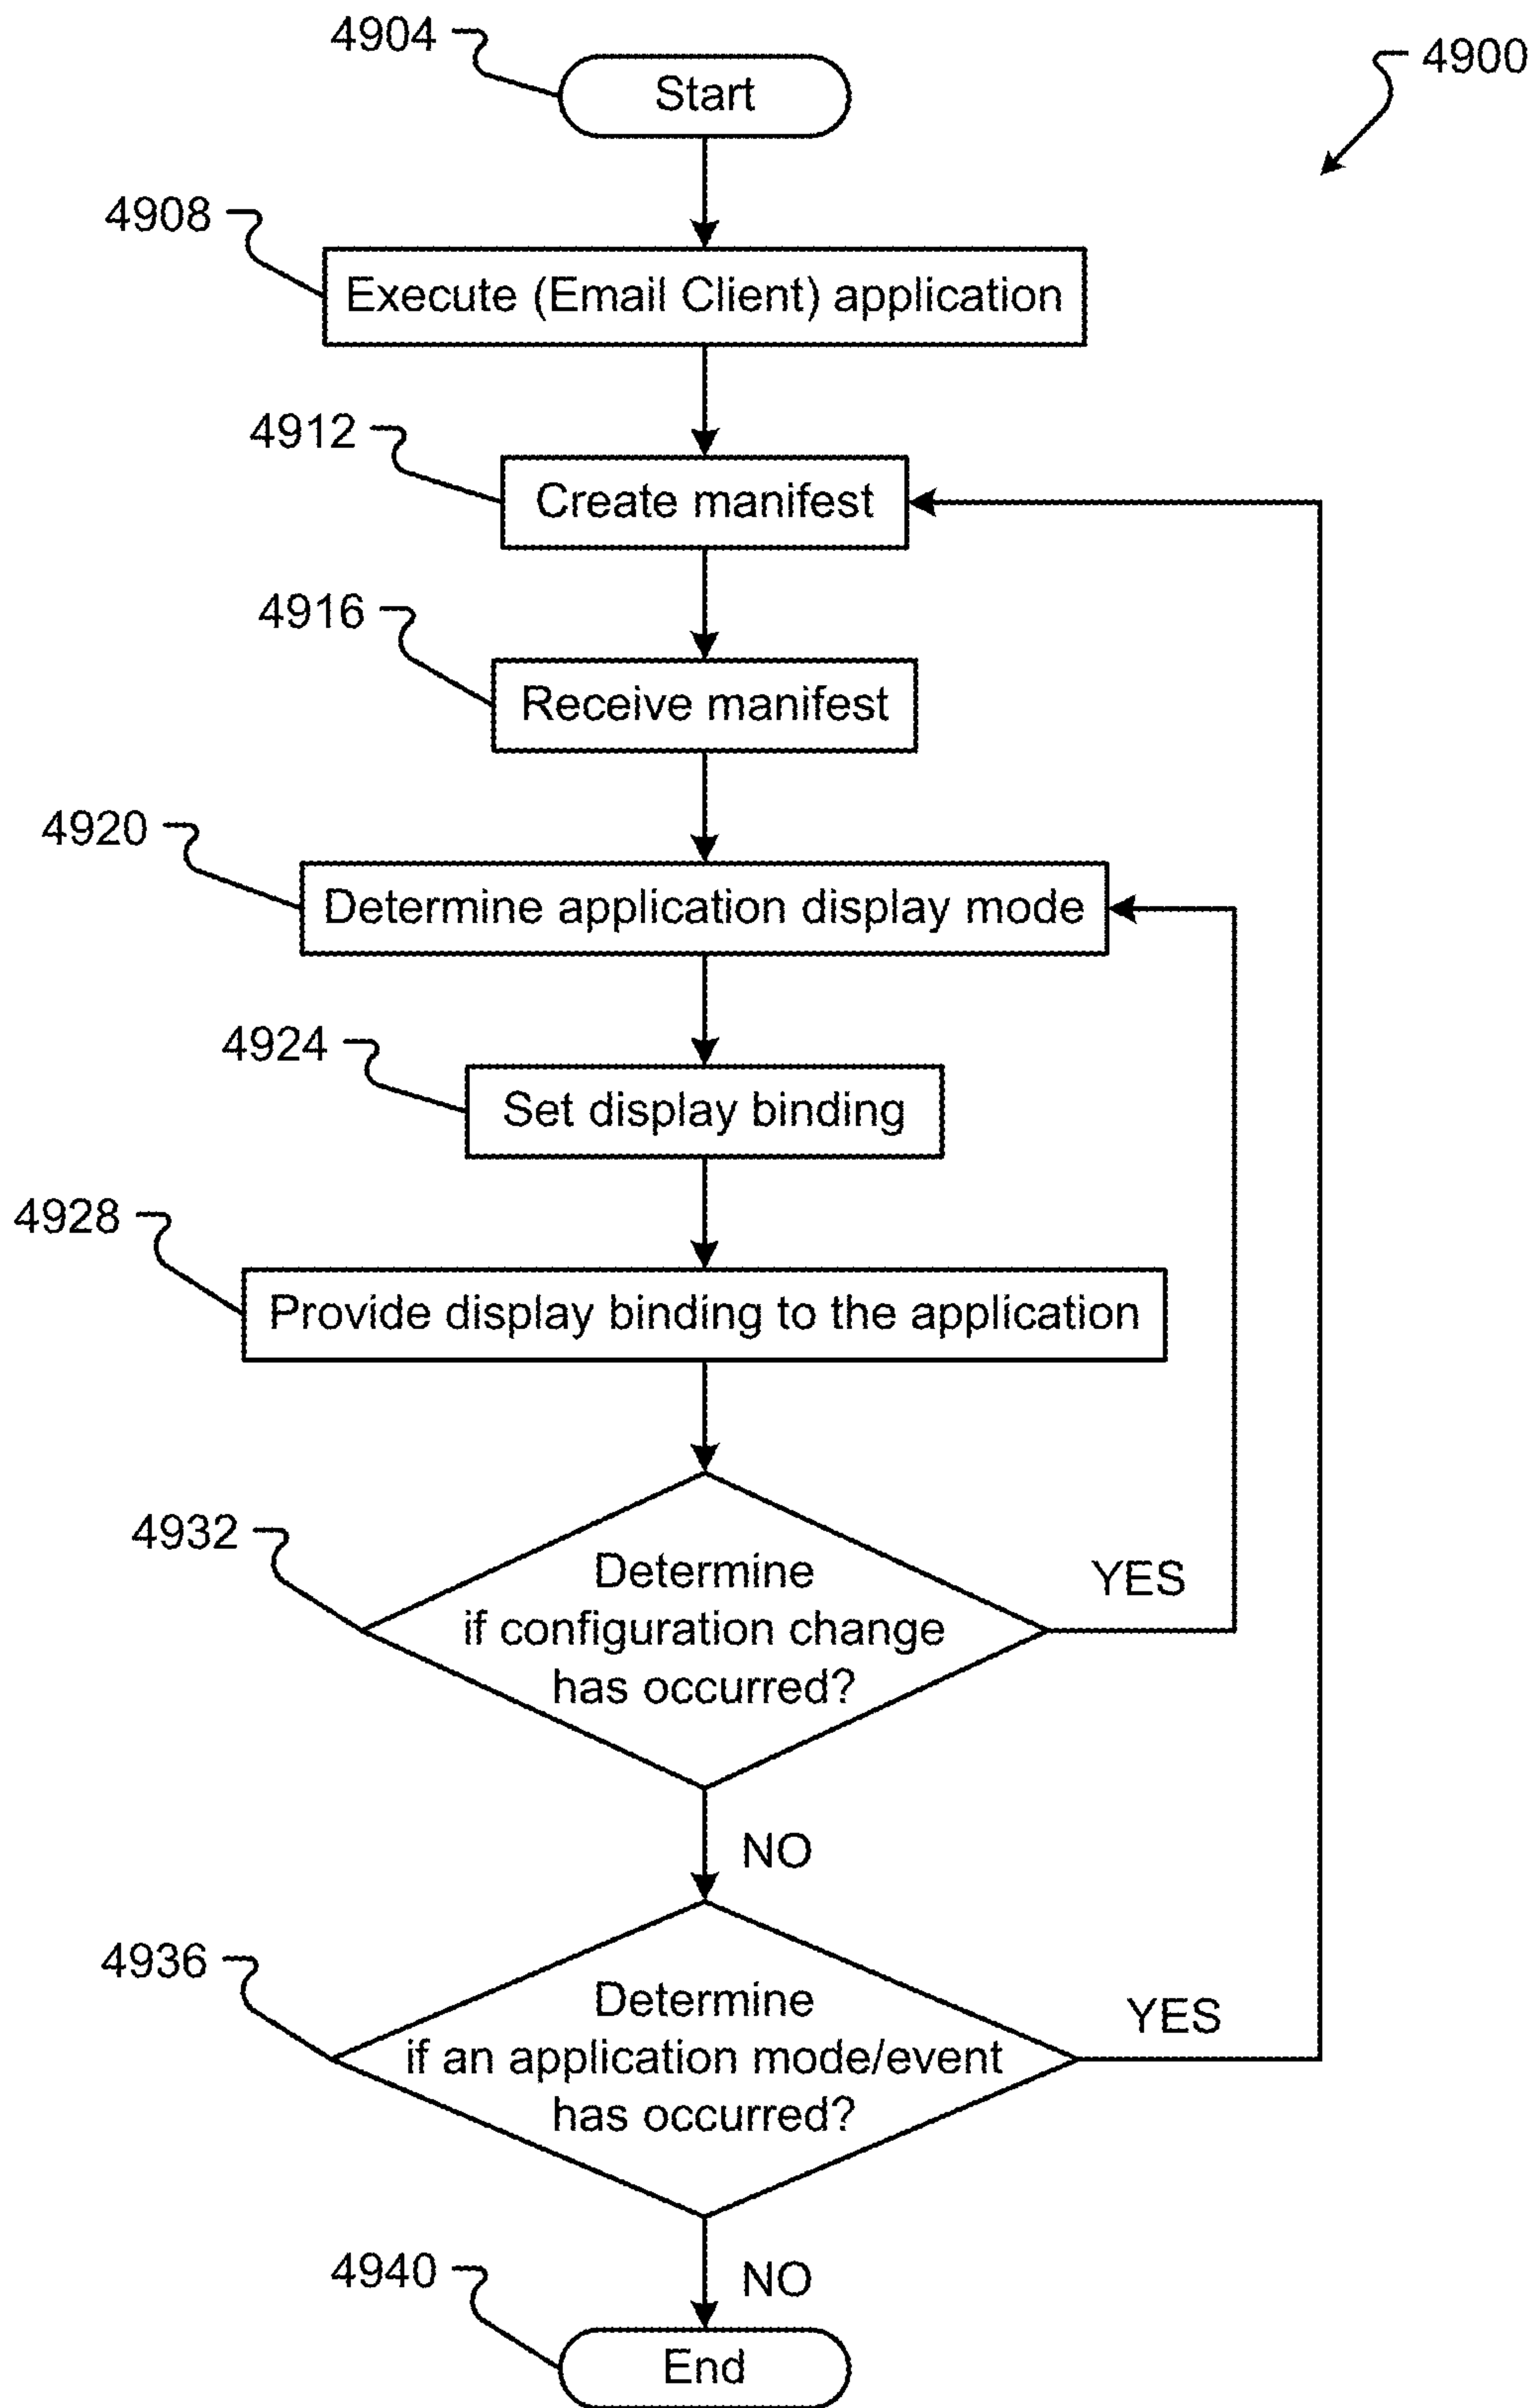 4904
Start
4900
4908
Execute (Email Client) application
4912
Create manifest
4916
Receive manifest
4920
Determine application display mode
4924
Set display binding
4928
Provide display binding to the application
4932
Determine
if configuration change
has occurred?
YES
NO
4936
Determine
if an application mode/event
has occurred?
YES
NO
4940
End